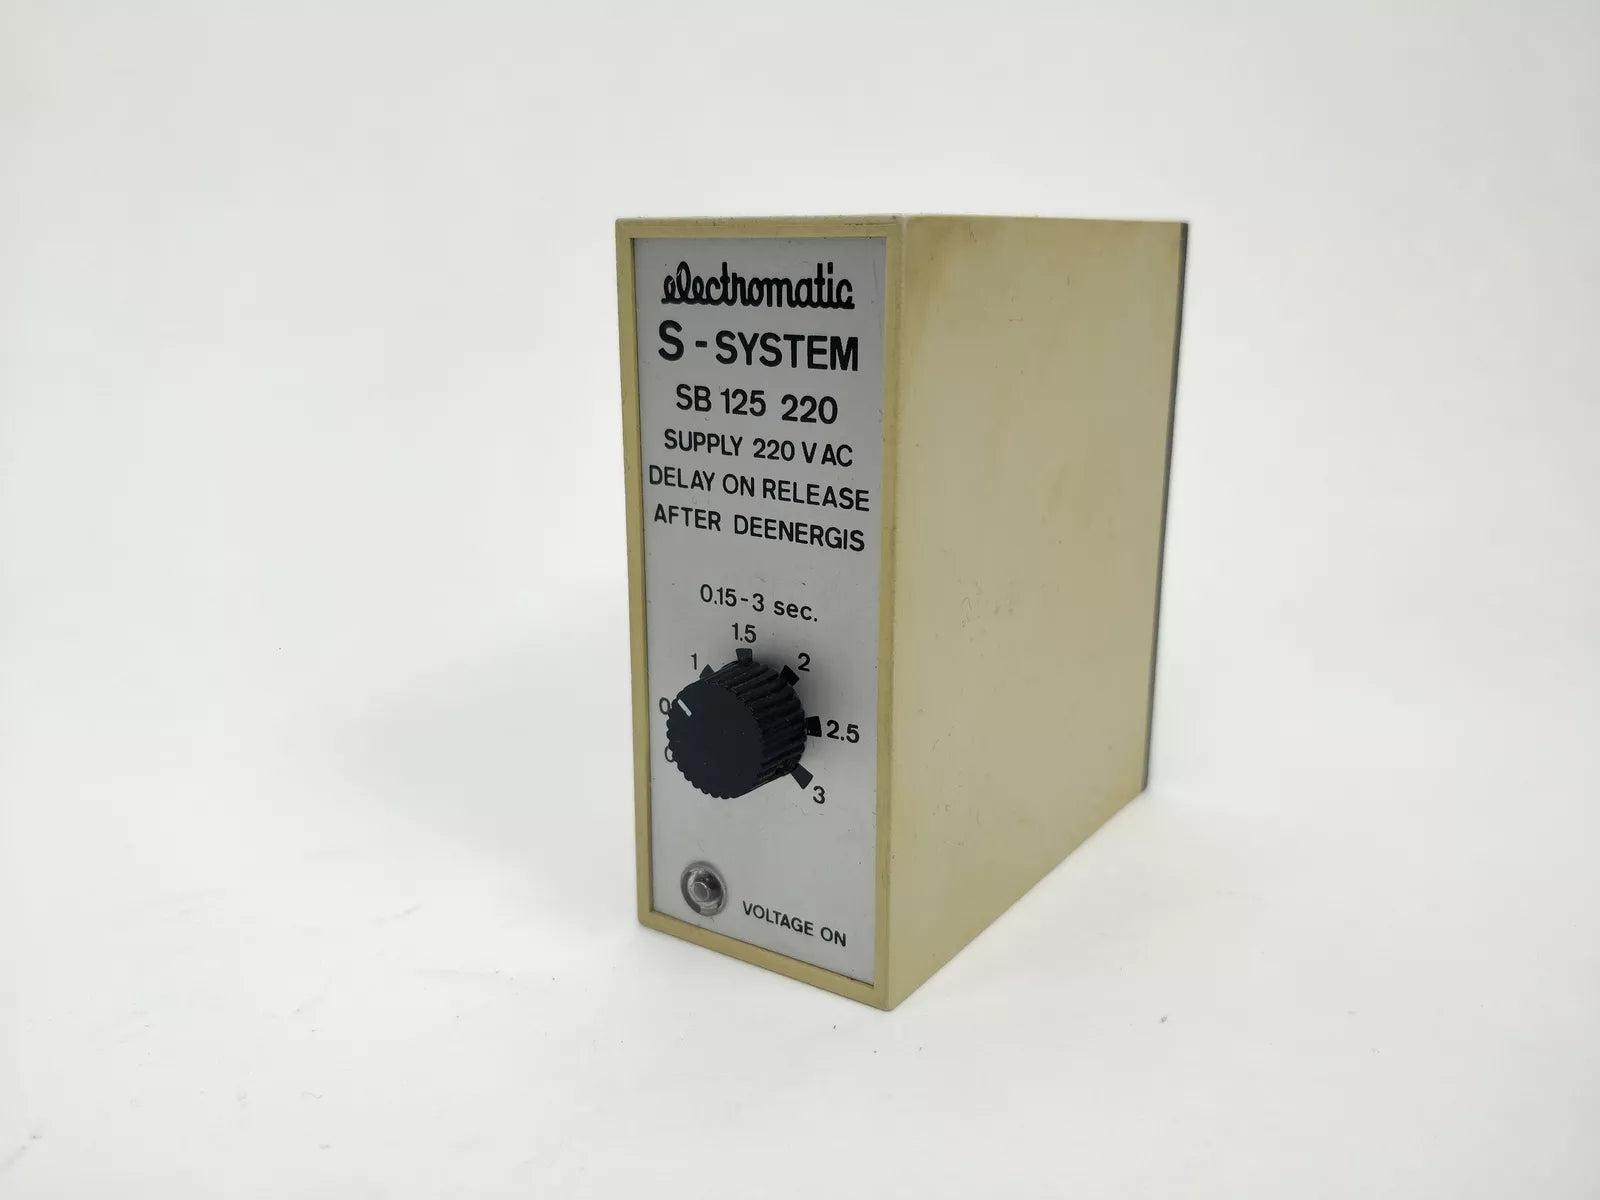 electromatic
S - SYSTEM
SB 125 220
SUPPLY 220 V AC
DELAY ON RELEASE
AFTER DEENERGIS
0.15 - 3 sec.
1.5
1 2
2.5
3
VOLTAGE ON